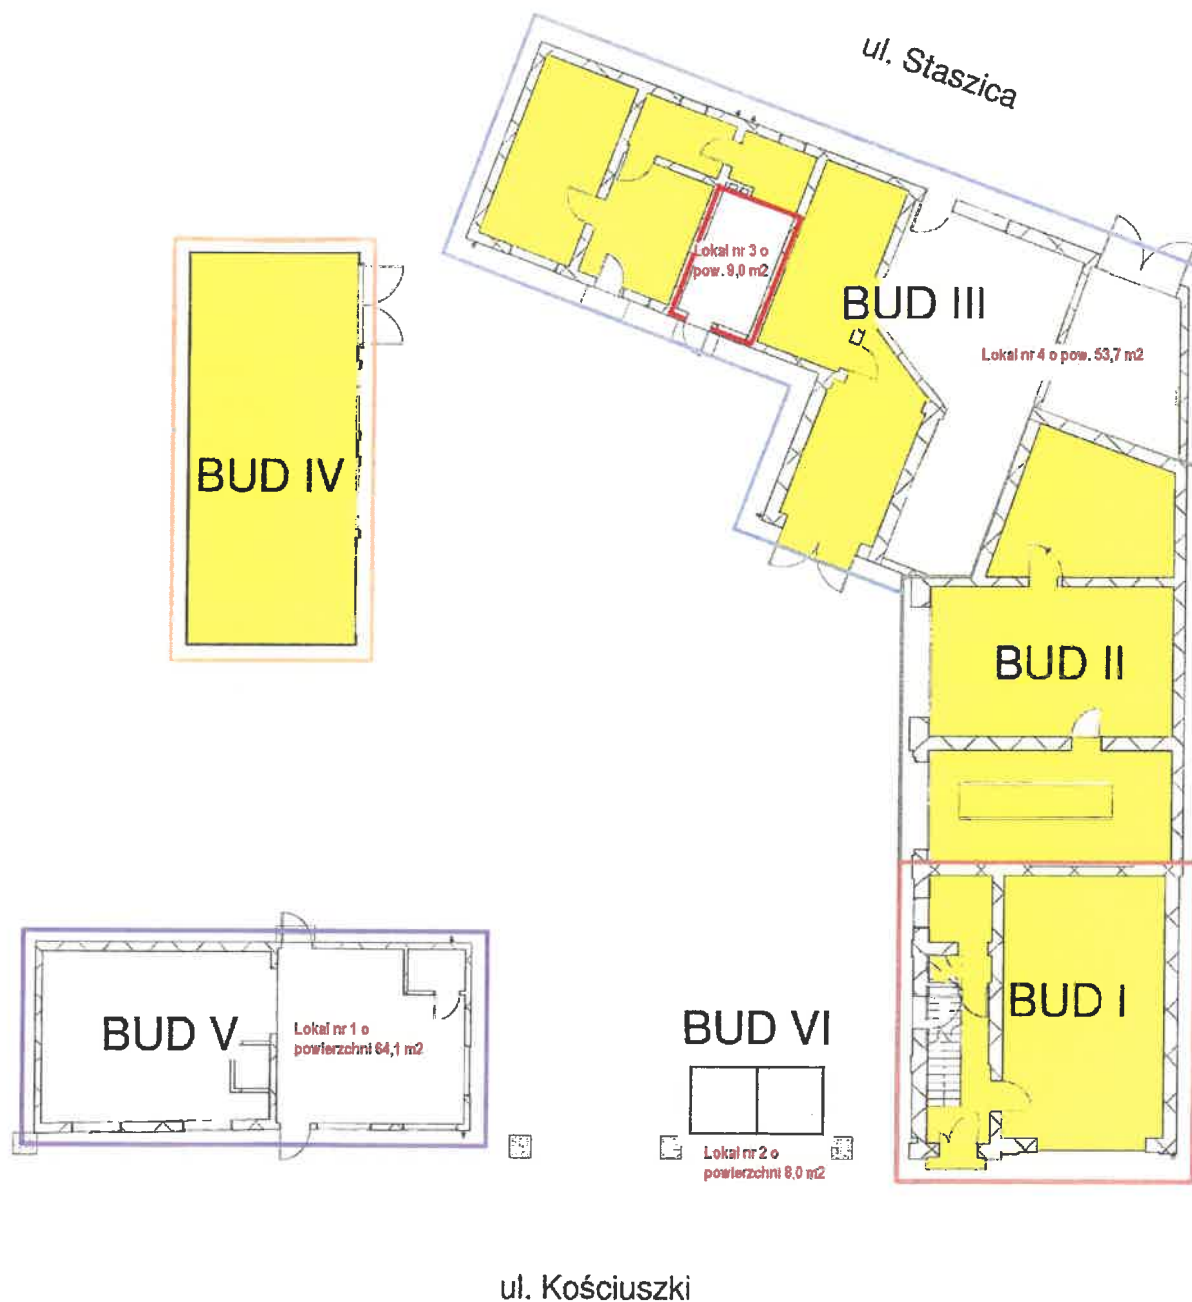 ul. Staszica
Lokal nr 3 o
pow. 9,0 m2
BUD III
Lokal nr 4 o pow. 53,7 m2
BUD IV
BUD II
BUD V
Lokal nr 1 o
powierzchni 64,1 m2
BUD VI
BUD I
Lokal nr 2 o
powierzchni 8,0 m2
ul. Kościuszki